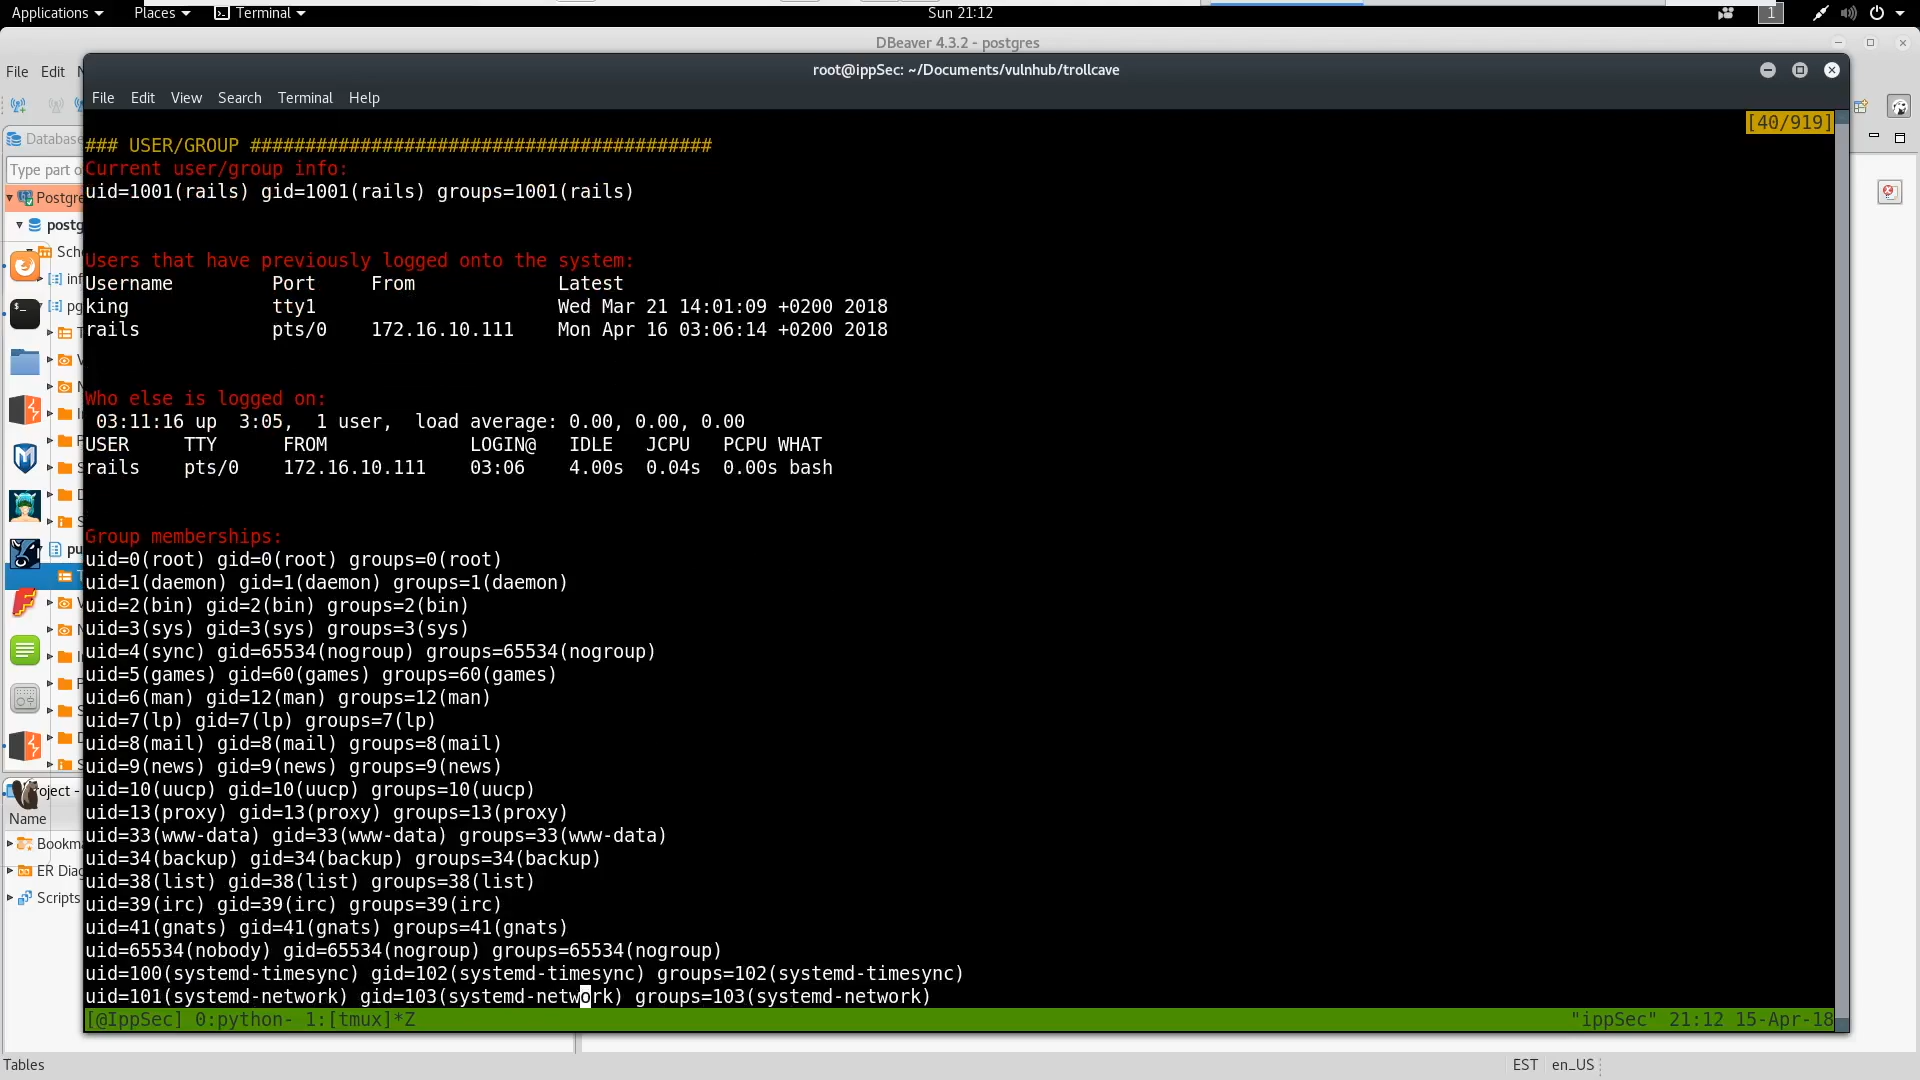 Applications Places Terminal Sun 21:12 1
DBeaver 4.3.2 - postgres
File Edit
root@ippSec: ~/Documents/vulnhub/trollcave
File Edit View Search Terminal Help
Database
Type part o
Postgre
postg
Sch
inf
pg
pu
roject -
Name
Bookma
ER Diag
Scripts
[40/919]
### USER/GROUP ##########################################
Current user/group info:
uid=1001(rails) gid=1001(rails) groups=1001(rails)
Users that have previously logged onto the system:
Username Port From Latest
king tty1 Wed Mar 21 14:01:09 +0200 2018
rails pts/0 172.16.10.111 Mon Apr 16 03:06:14 +0200 2018
Who else is logged on:
03:11:16 up 3:05, 1 user, load average: 0.00, 0.00, 0.00
USER TTY FROM LOGIN@ IDLE JCPU PCPU WHAT
rails pts/0 172.16.10.111 03:06 4.00s 0.04s 0.00s bash
Group memberships:
uid=0(root) gid=0(root) groups=0(root)
uid=1(daemon) gid=1(daemon) groups=1(daemon)
uid=2(bin) gid=2(bin) groups=2(bin)
uid=3(sys) gid=3(sys) groups=3(sys)
uid=4(sync) gid=65534(nogroup) groups=65534(nogroup)
uid=5(games) gid=60(games) groups=60(games)
uid=6(man) gid=12(man) groups=12(man)
uid=7(lp) gid=7(lp) groups=7(lp)
uid=8(mail) gid=8(mail) groups=8(mail)
uid=9(news) gid=9(news) groups=9(news)
uid=10(uucp) gid=10(uucp) groups=10(uucp)
uid=13(proxy) gid=13(proxy) groups=13(proxy)
uid=33(www-data) gid=33(www-data) groups=33(www-data)
uid=34(backup) gid=34(backup) groups=34(backup)
uid=38(list) gid=38(list) groups=38(list)
uid=39(irc) gid=39(irc) groups=39(irc)
uid=41(gnats) gid=41(gnats) groups=41(gnats)
uid=65534(nobody) gid=65534(nogroup) groups=65534(nogroup)
uid=100(systemd-timesync) gid=102(systemd-timesync) groups=102(systemd-timesync)
uid=101(systemd-network) gid=103(systemd-network) groups=103(systemd-network)
[@IppSec] 0:python- 1:[tmux]*Z "ippSec" 21:12 15-Apr-18
Tables EST en_US